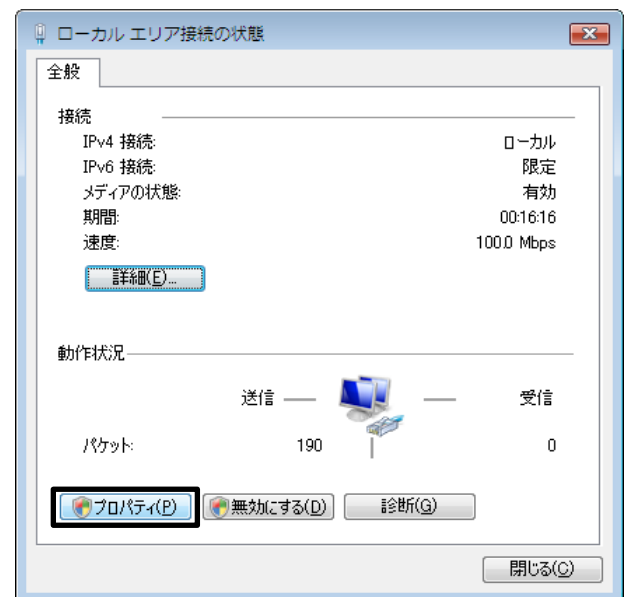 ローカル エリア接続の状態
全般
接続
IPv4 接続: ローカル
IPv6 接続: 限定
メディアの状態: 有効
期間: 00:16:16
速度: 100.0 Mbps
詳細(E)...
動作状況
送信 受信
パケット: 190 0
プロパティ(P) 無効にする(D) 診断(G)
閉じる(C)